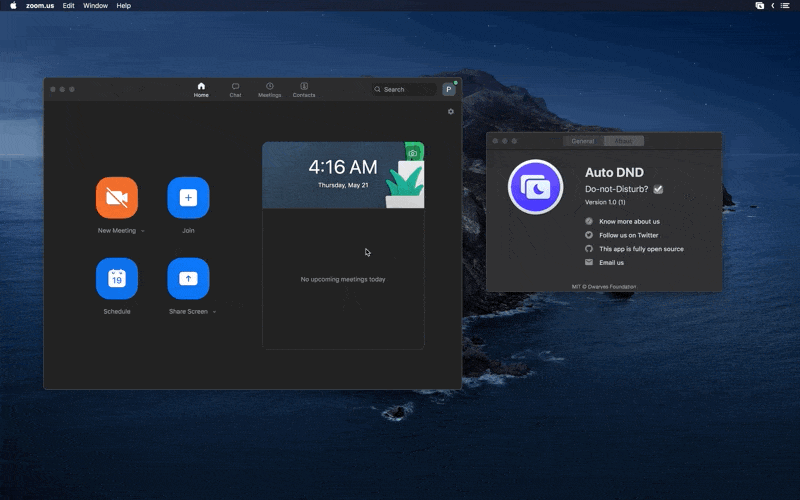 zoom.us Edit Window Help
Home Chat Meetings Contacts
Search
P
4:16 AM
Thursday, May 21
New Meeting
Join
19
Schedule
Share Screen
No upcoming meetings today
General About
Auto DND
Do-not-Disturb?
Version 1.0 (1)
Know more about us
Follow us on Twitter
This app is fully open source
Email us
MIT © Dwarves Foundation